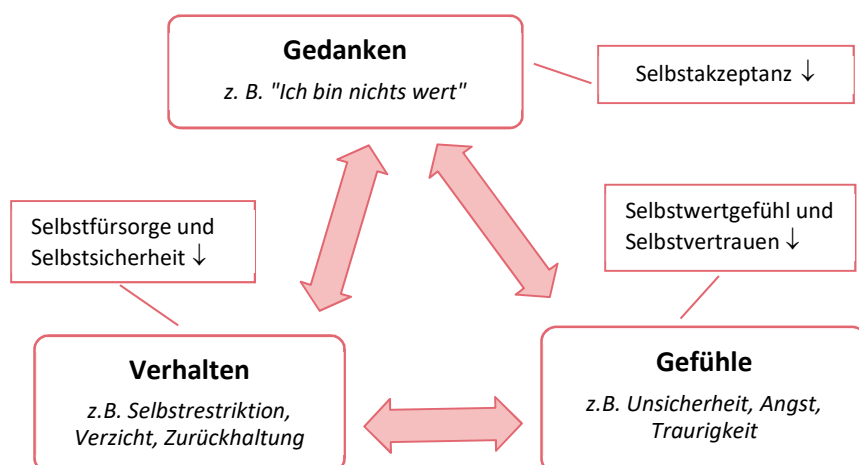 Gedanken
z. B. "Ich bin nichts wert"
Selbstakzeptanz ↓
Selbstfürsorge und
Selbstsicherheit ↓
Selbstwertgefühl und
Selbstvertrauen ↓
Verhalten
z.B. Selbstrestriktion,
Verzicht, Zurückhaltung
Gefühle
z.B. Unsicherheit, Angst,
Traurigkeit